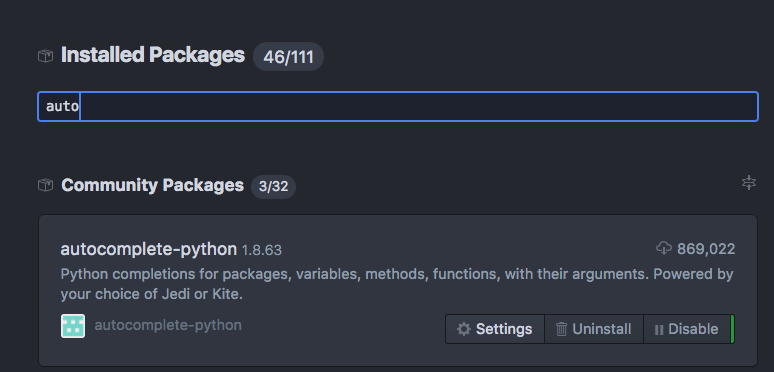 Installed Packages 46/111
auto
Community Packages 3/32
autocomplete-python 1.8.63 869,022
Python completions for packages, variables, methods, functions, with their arguments. Powered by
your choice of Jedi or Kite.
autocomplete-python Settings Uninstall Disable